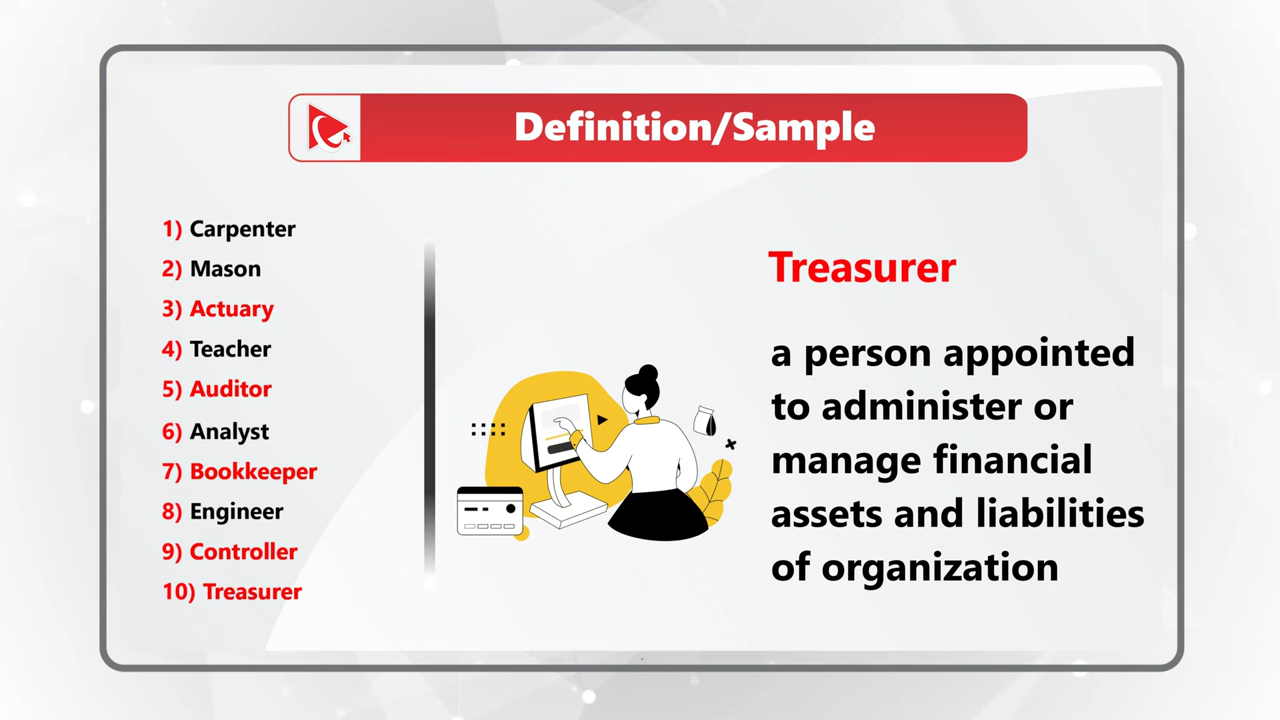 Definition/Sample
1) Carpenter
2) Mason
3) Actuary
4) Teacher
5) Auditor
6) Analyst
7) Bookkeeper
8) Engineer
9) Controller
10) Treasurer
Treasurer
a person appointed
to administer or
manage financial
assets and liabilities
of organization